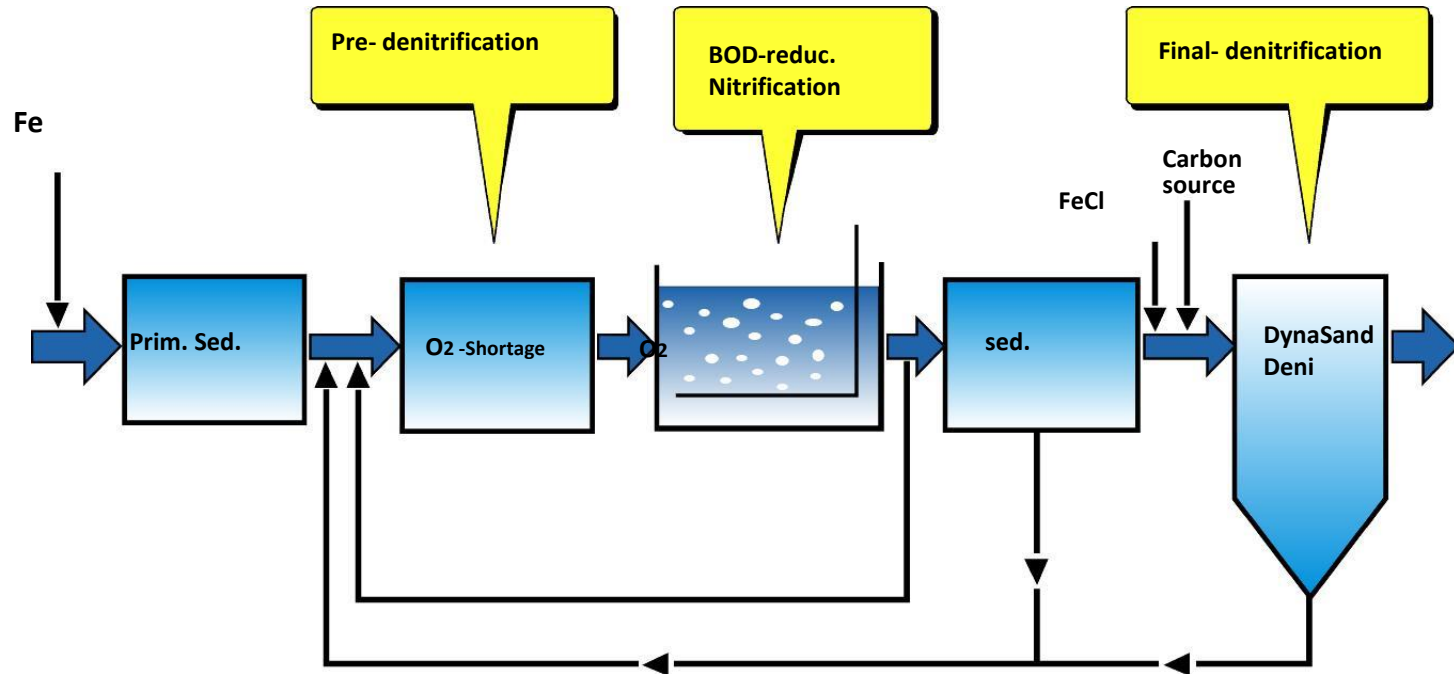 Pre- denitrification
BOD-reduc.
Nitrification
Final- denitrification
Fe
Carbon
source
FeCl
Prim. Sed.
O2 -Shortage
O2
sed.
DynaSand
Deni